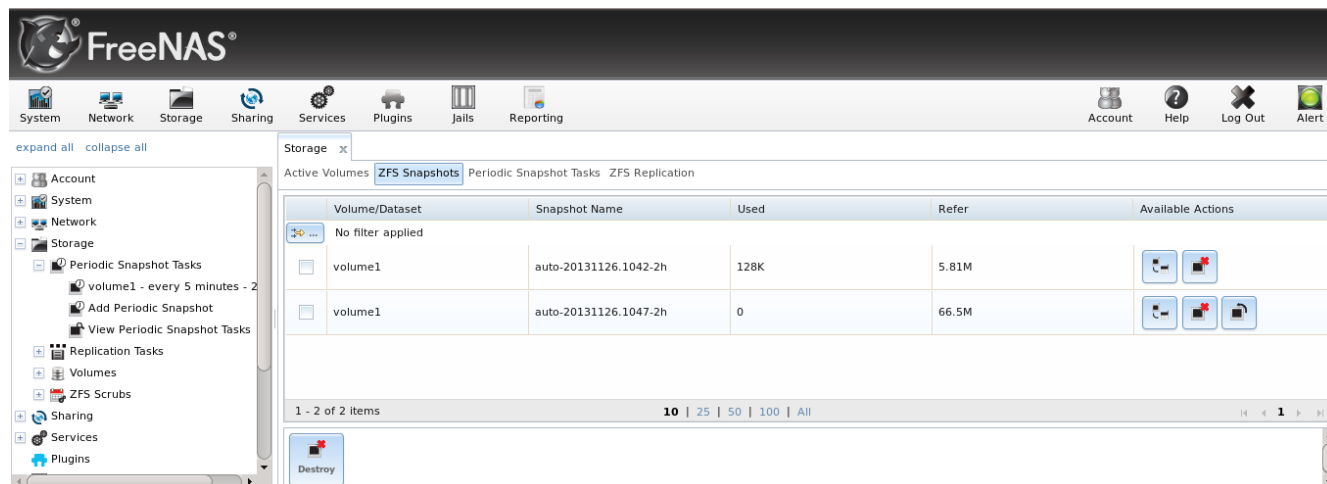 FreeNAS®
System Network Storage Sharing Services Plugins Jails Reporting Account Help Log Out Alert
expand all collapse all
Account
System
Network
Storage
Periodic Snapshot Tasks
volume1 - every 5 minutes - 2
Add Periodic Snapshot
View Periodic Snapshot Tasks
Replication Tasks
Volumes
ZFS Scrubs
Sharing
Services
Plugins
Storage x
Active Volumes ZFS Snapshots Periodic Snapshot Tasks ZFS Replication
Volume/Dataset Snapshot Name Used Refer Available Actions
... No filter applied
volume1 auto-20131126.1042-2h 128K 5.81M
volume1 auto-20131126.1047-2h 0 66.5M
1 - 2 of 2 items 10 | 25 | 50 | 100 | All 1
Destroy